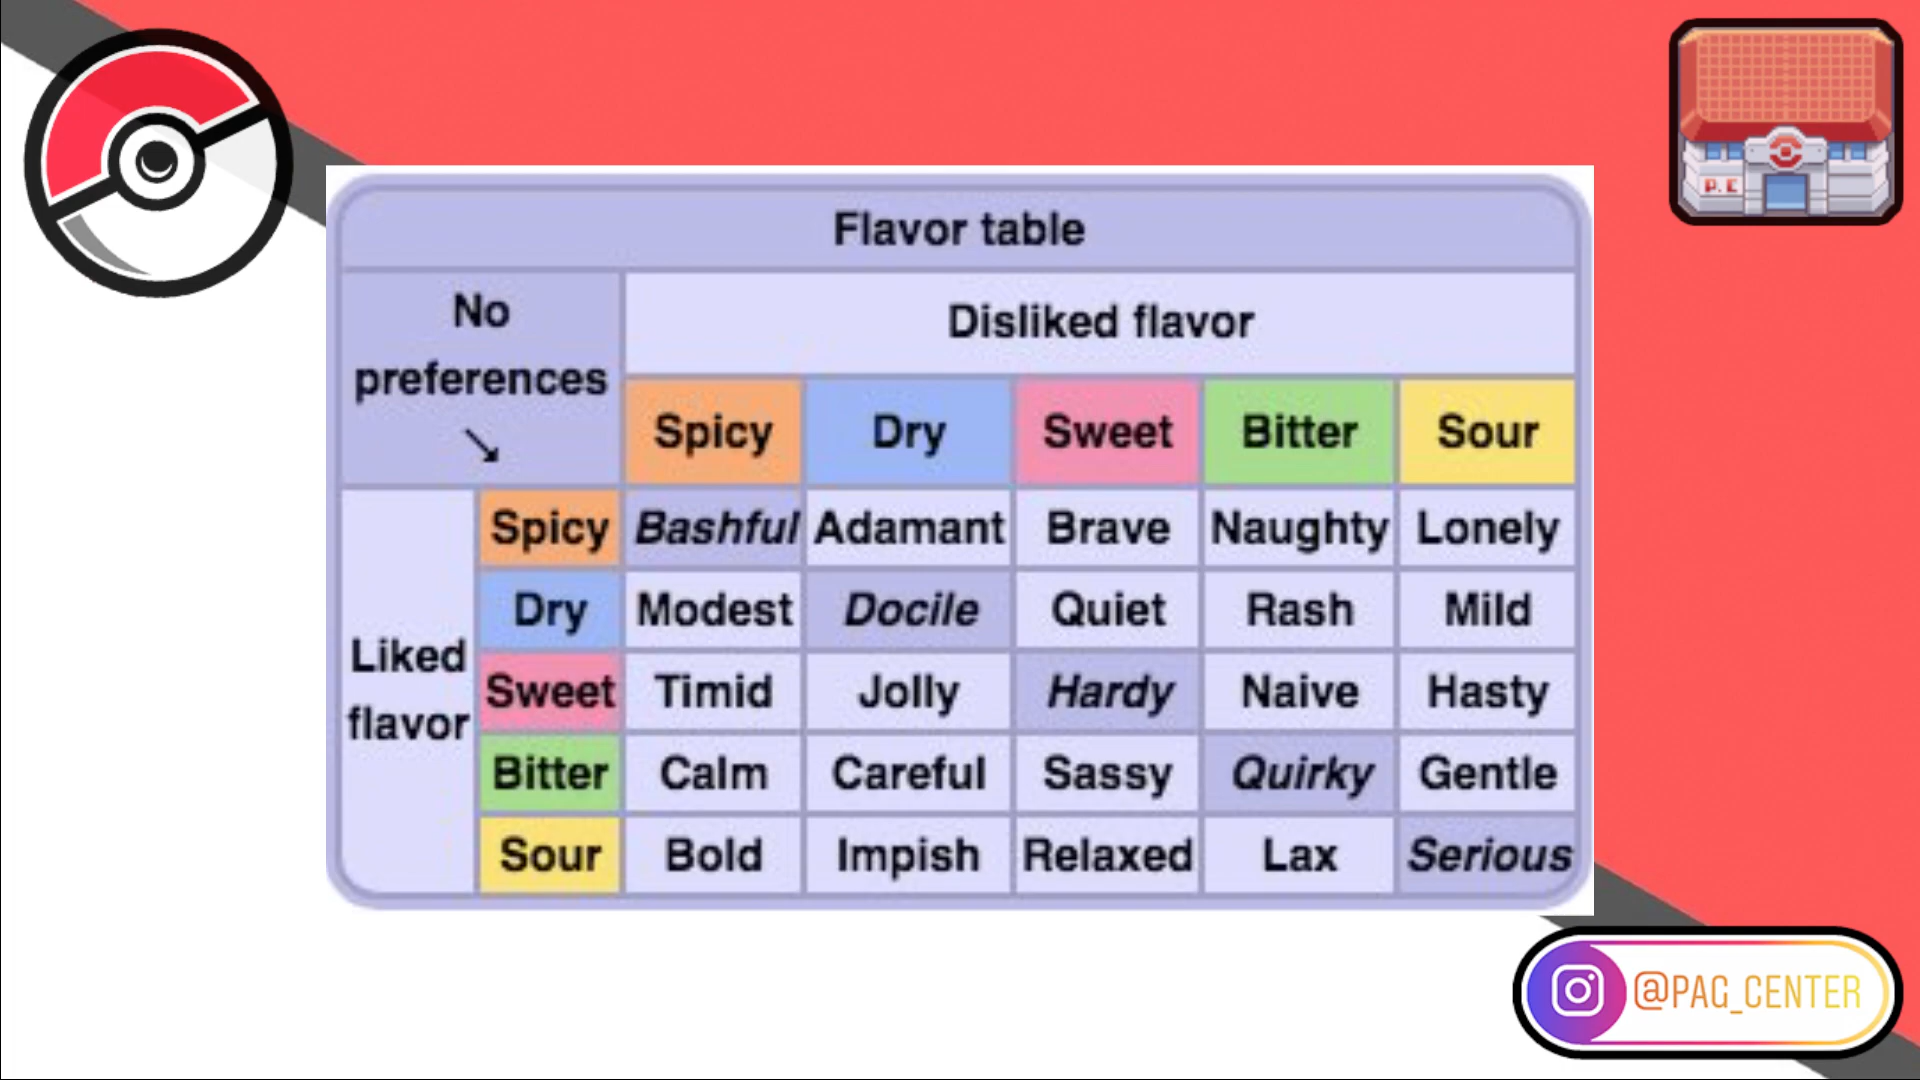 P.C
Flavor table
No
preferences
↘
Disliked flavor
Spicy Dry Sweet Bitter Sour
Liked
flavor
Spicy Bashful Adamant Brave Naughty Lonely
Dry Modest Docile Quiet Rash Mild
Sweet Timid Jolly Hardy Naive Hasty
Bitter Calm Careful Sassy Quirky Gentle
Sour Bold Impish Relaxed Lax Serious
@PAG_CENTER